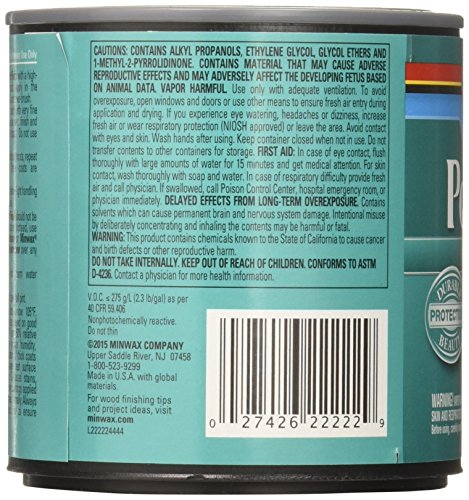 CAUTIONS: CONTAINS ALKYL PROPANOLS, ETHYLENE GLYCOL, GLYCOL ETHERS AND
1-METHYL-2-PYRROLIDINONE. CONTAINS MATERIAL THAT MAY CAUSE ADVERSE
REPRODUCTIVE EFFECTS AND MAY ADVERSELY AFFECT THE DEVELOPING FETUS BASED
ON ANIMAL DATA. VAPOR HARMFUL. Use only with adequate ventilation. To avoid
overexposure, open windows and doors or use other means to ensure fresh air entry during
application and drying. If you experience eye watering, headaches or dizziness, increase
fresh air or wear respiratory protection (NIOSH approved) or leave the area. Avoid contact
with eyes and skin. Wash hands after using. Keep container closed when not in use. Do not
transfer contents to other containers for storage. FIRST AID: In case of eye contact, flush
thoroughly with large amounts of water for 15 minutes and get medical attention. For skin
contact, wash thoroughly with soap and water. In case of respiratory difficulty provide fresh
air and call physician. If swallowed, call Poison Control Center, hospital emergency room, or
physician immediately. DELAYED EFFECTS FROM LONG-TERM OVEREXPOSURE. Contains
solvents which can cause permanent brain and nervous system damage. Intentional misuse
by deliberately concentrating and inhaling the contents may be harmful or fatal.
WARNING: This product contains chemicals known to the State of California to cause cancer
and birth defects or other reproductive harm.
DO NOT TAKE INTERNALLY. KEEP OUT OF REACH OF CHILDREN. CONFORMS TO ASTM
D-4236. Contact a physician for more health information.
V.O.C. ≤ 275 g/L (2.3 lb/gal) as per
40 CFR 59.406
Nonphotochemically reactive.
Do not thin
©2015 MINWAX COMPANY
Upper Saddle River, NJ 07458
1-800-523-9299
Made in U.S.A. with global
materials.
For wood finishing tips
and project ideas, visit
minwax.com
L222224444
0 27426 22222 9
P
DURABLE
PROTECT
BEAUTY
WARNING!
SKIN AND
Before using, careful